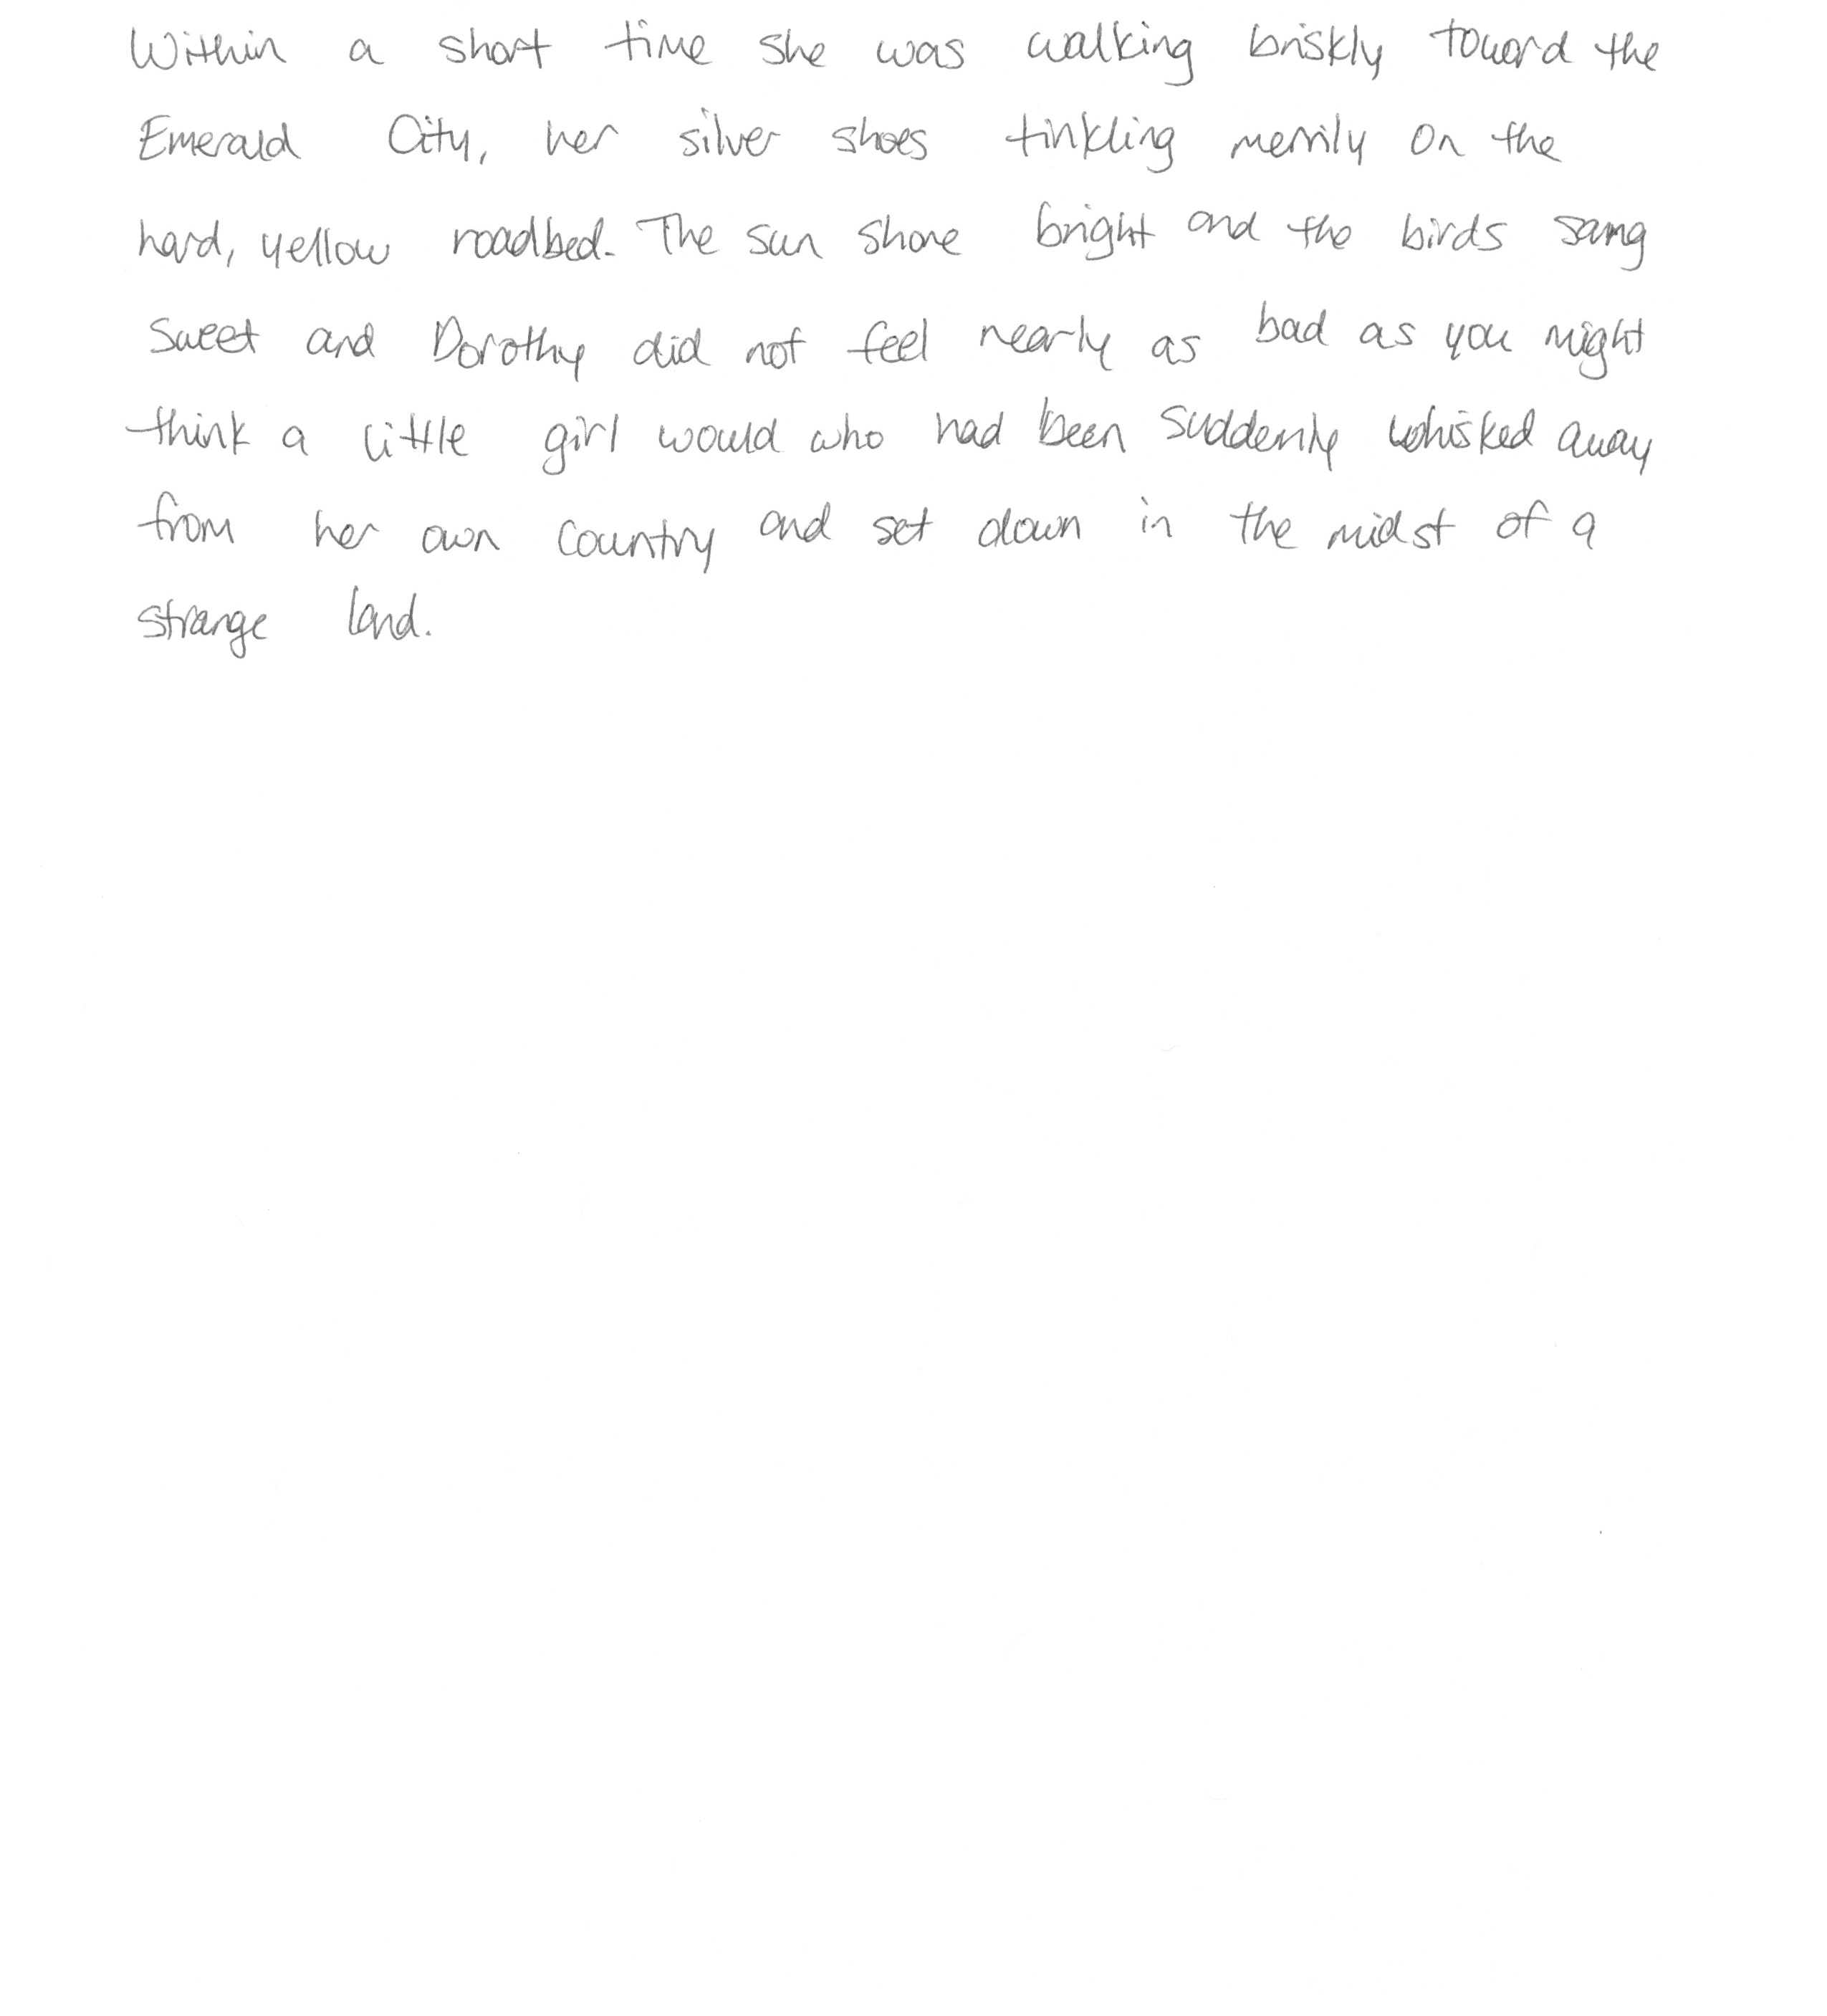 Within a short time she was walking briskly toward the
Emerald City, her silver shoes tinkling merrily on the
hard, yellow roadbed. The sun shone bright and the birds sang
sweet and Dorothy did not feel nearly as bad as you might
think a little girl would who had been suddenly whisked away
from her own country and set down in the midst of a
strange land.